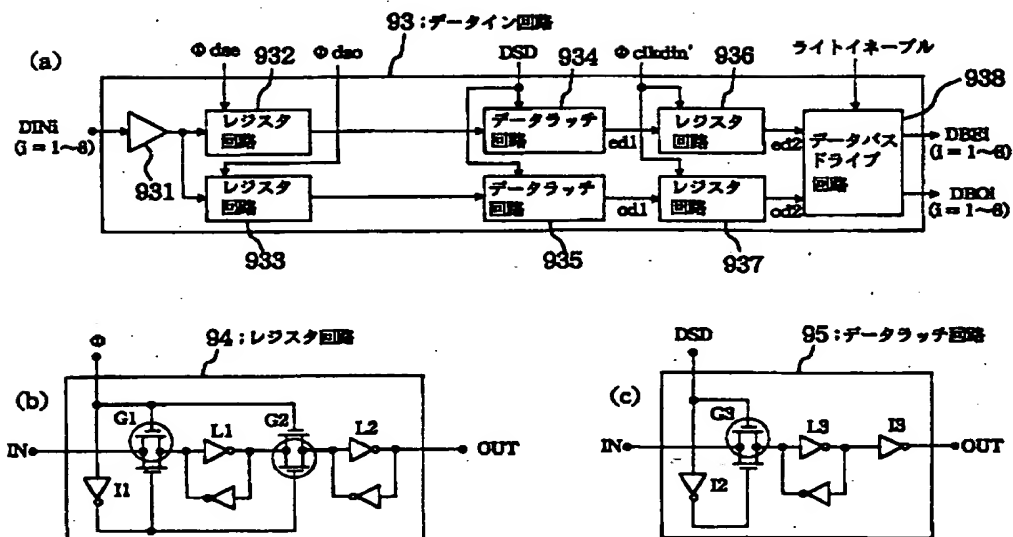 (a)
93;データイン回路
Φdse
932
Φdso
DSD
934
Φclkdin'
936
ライトイネーブル
938
DINi
(i=1~8)
931
レジスタ
回路
データラッチ
回路
ed1
レジスタ
回路
ed2
データバス
ドライブ
回路
DBEi
(i=1~8)
レジスタ
回路
933
データラッチ
回路
935
od1
レジスタ
回路
937
od2
DBOi
(i=1~8)
(b)
94;レジスタ回路
Φ
IN
G1
L1
G2
L2
OUT
I1
(c)
95;データラッチ回路
DSD
IN
G3
L3
I3
OUT
I2